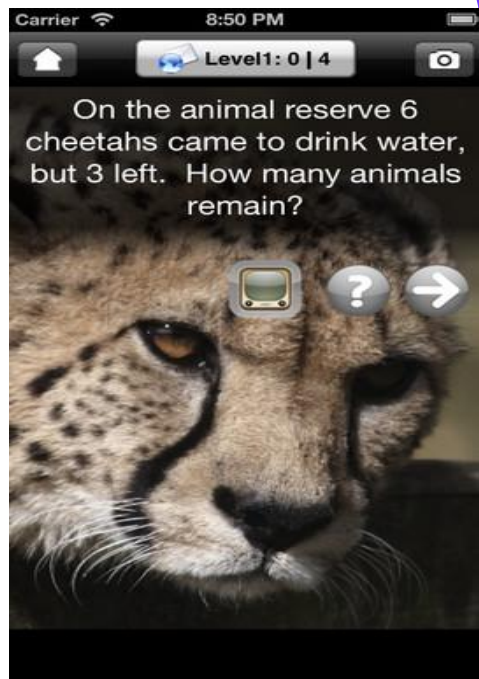 Carrier 8:50 PM
Level1: 0 | 4
On the animal reserve 6
cheetahs came to drink water,
but 3 left. How many animals
remain?
?